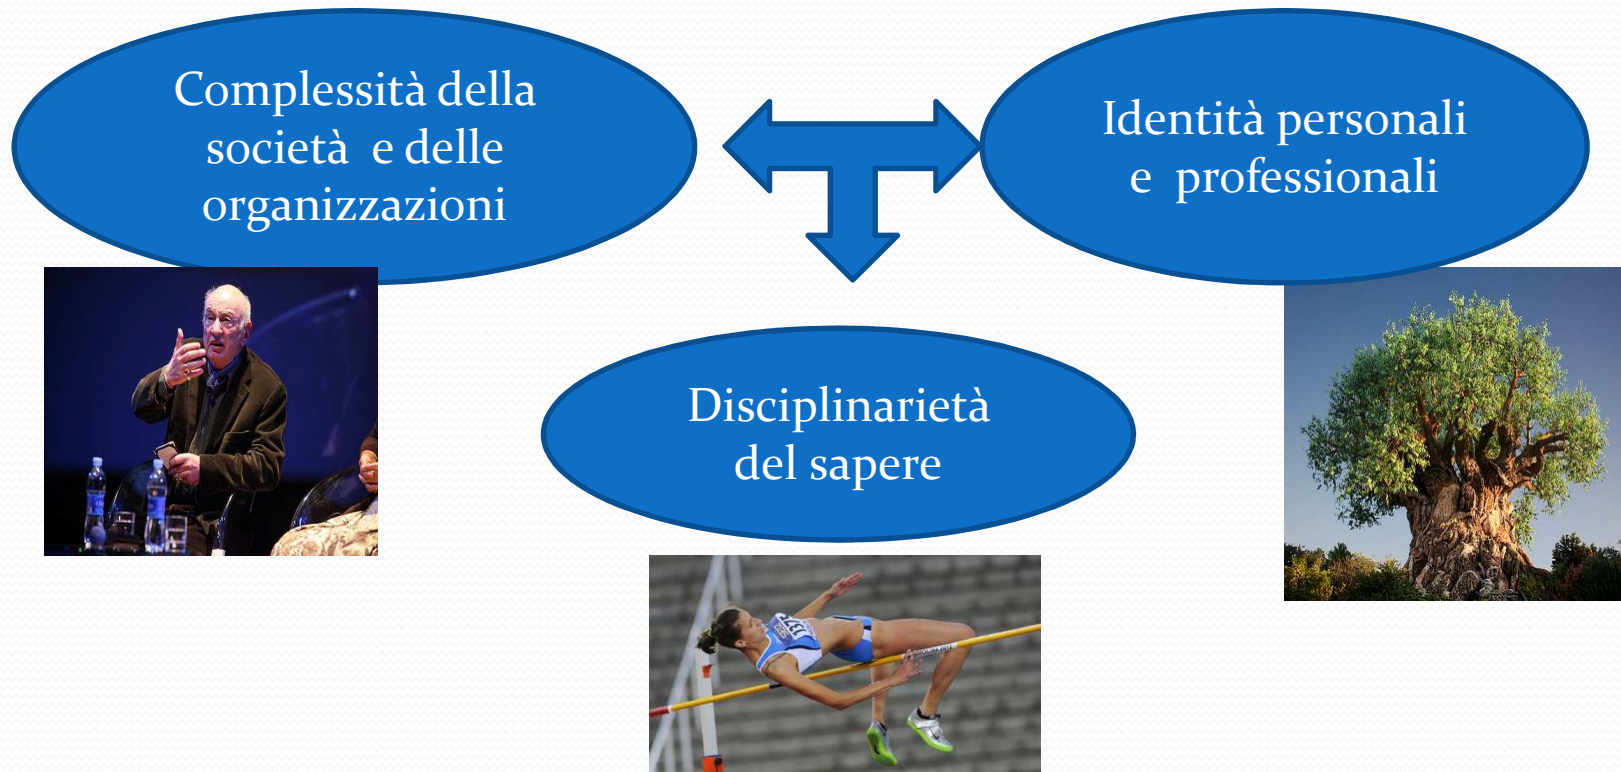 Complessità della
società e delle
organizzazioni
Identità personali
e professionali
Disciplinarietà
del sapere